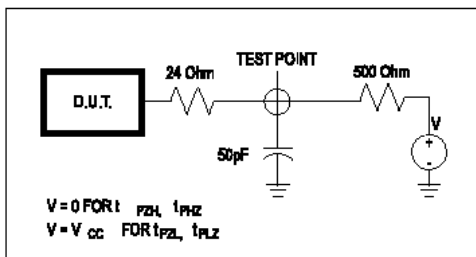 24 Ohm
TEST POINT
500 Ohm
D.U.T.
V
+
-
50pF
V = 0 FOR t PZH, tPHZ
V = V CC FOR tPZL, tPLZ